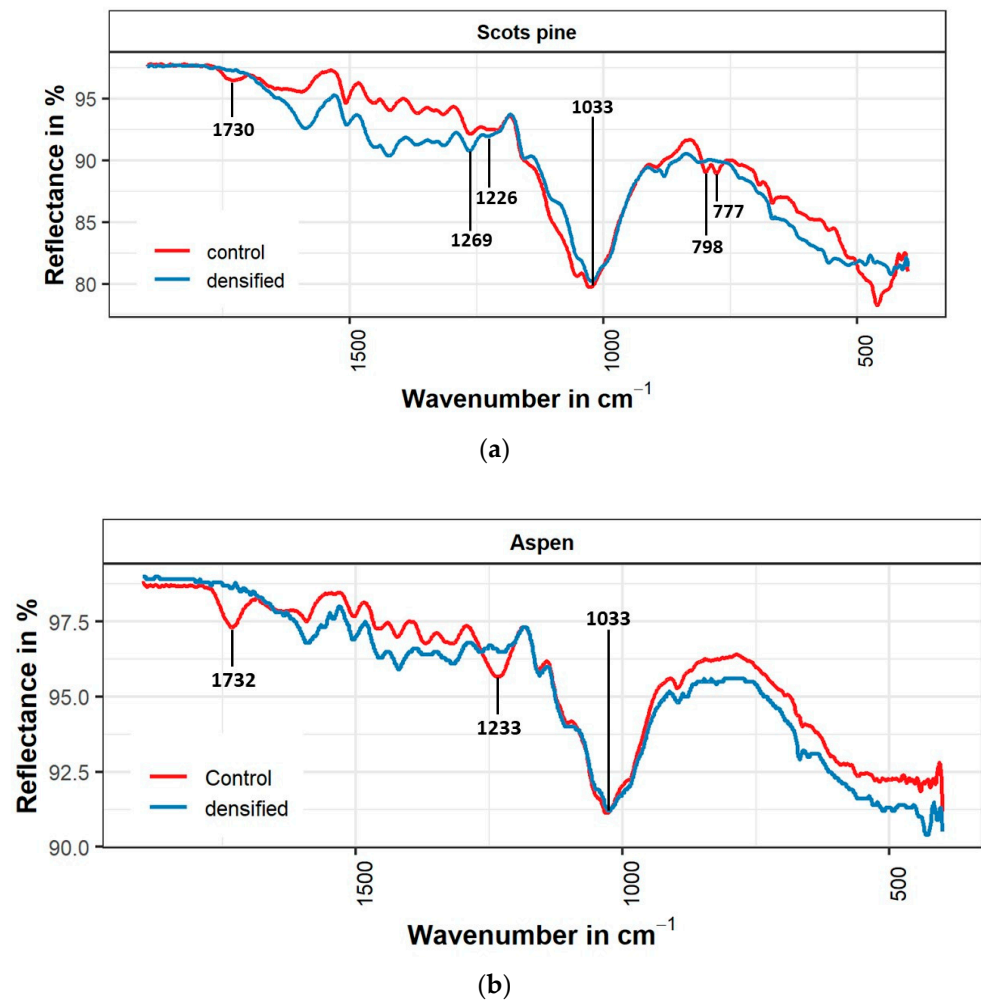 Scots pine
Reflectance in %
95
90
85
80
1730
1033
1226
1269
777
798
control
densified
1500
1000
500
Wavenumber in cm⁻¹
(a)
Aspen
Reflectance in %
97.5
95.0
92.5
90.0
1033
1732
1233
Control
densified
1500
1000
500
Wavenumber in cm⁻¹
(b)